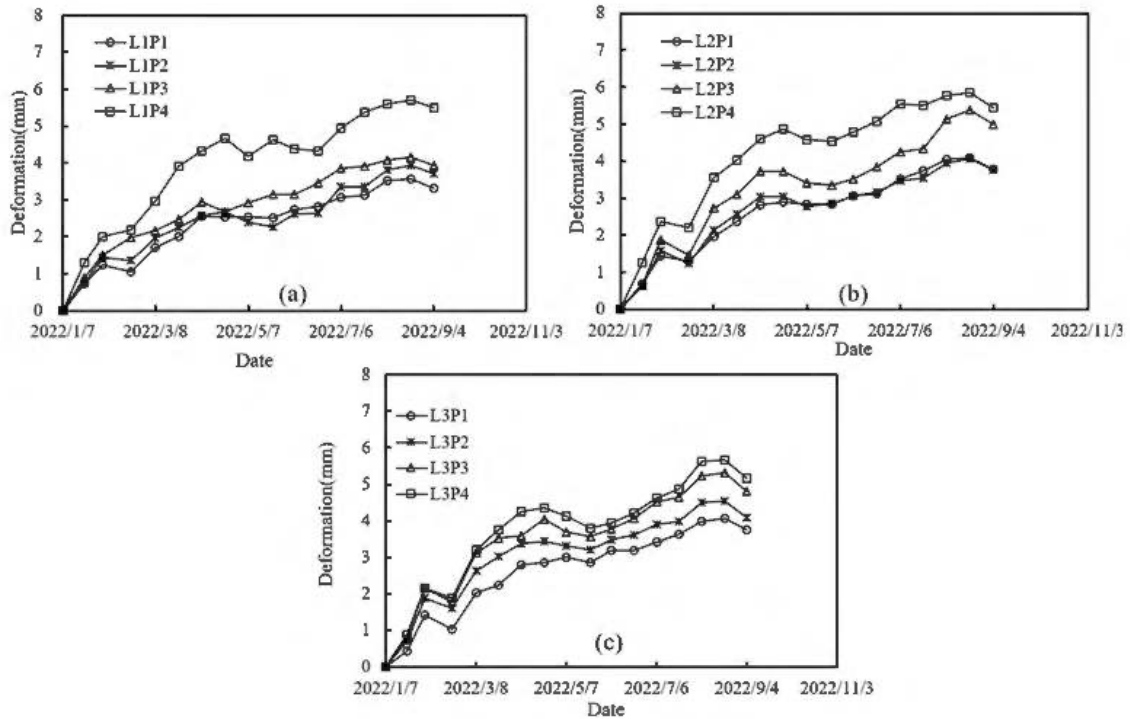 8
7
6
5
4
3
2
1
0
Deformation(mm)
L1P1
L1P2
L1P3
L1P4
(a)
2022/1/7 2022/3/8 2022/5/7 2022/7/6 2022/9/4 2022/11/3
Date
8
7
6
5
4
3
2
1
0
Deformation(mm)
L2P1
L2P2
L2P3
L2P4
(b)
2022/1/7 2022/3/8 2022/5/7 2022/7/6 2022/9/4 2022/11/3
Date
8
7
6
5
4
3
2
1
0
Deformation(mm)
L3P1
L3P2
L3P3
L3P4
(c)
2022/1/7 2022/3/8 2022/5/7 2022/7/6 2022/9/4 2022/11/3
Date